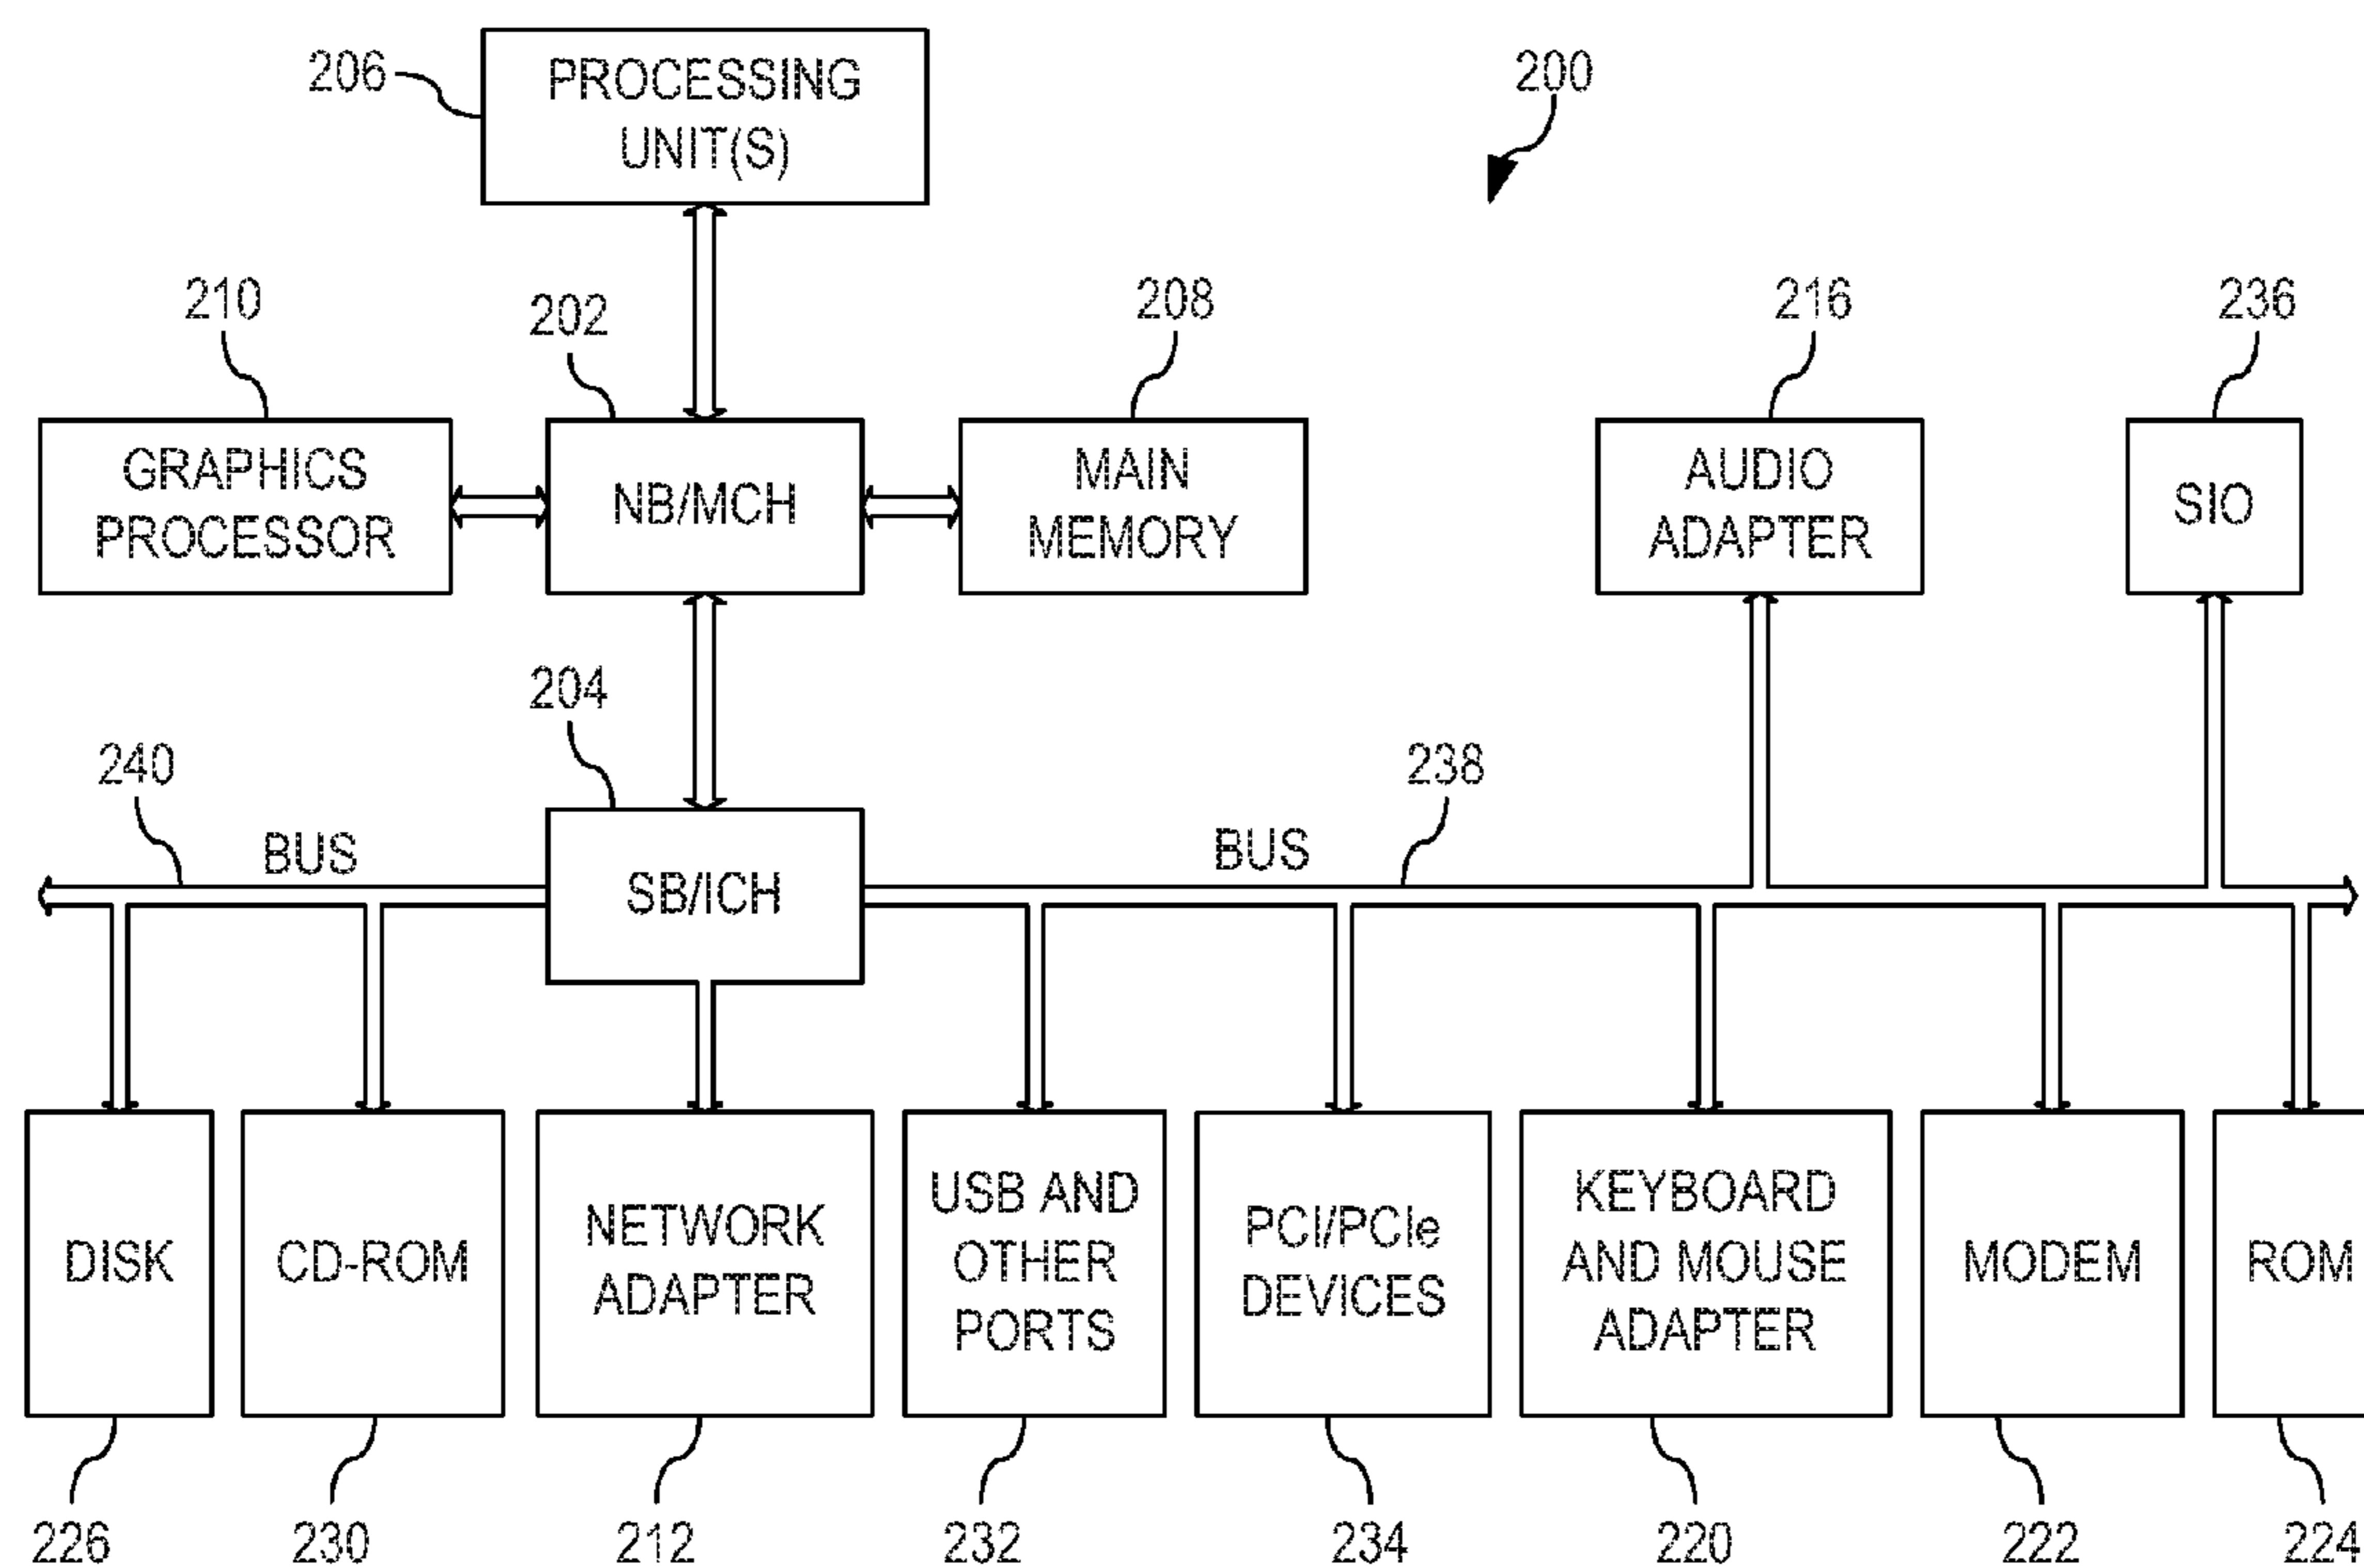 206
PROCESSING
UNIT(S)
200
210
202
208
216
236
GRAPHICS
PROCESSOR
NB/MCH
MAIN
MEMORY
AUDIO
ADAPTER
SIO
204
240
238
BUS
BUS
SB/ICH
DISK
CD-ROM
NETWORK
ADAPTER
USB AND
OTHER
PORTS
PCI/PCIe
DEVICES
KEYBOARD
AND MOUSE
ADAPTER
MODEM
ROM
226
230
212
232
234
220
222
224